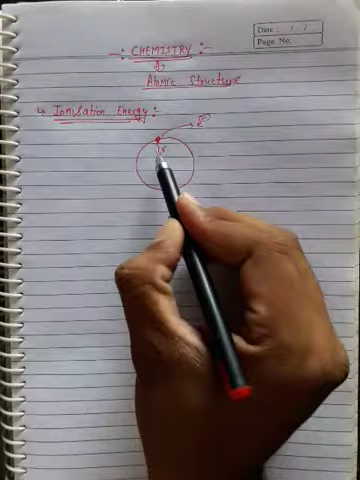 Date : / /
Page No:
-: CHEMISTRY :-
Atomic Structure
↳ Ionisation Energy :-
e⁻
r